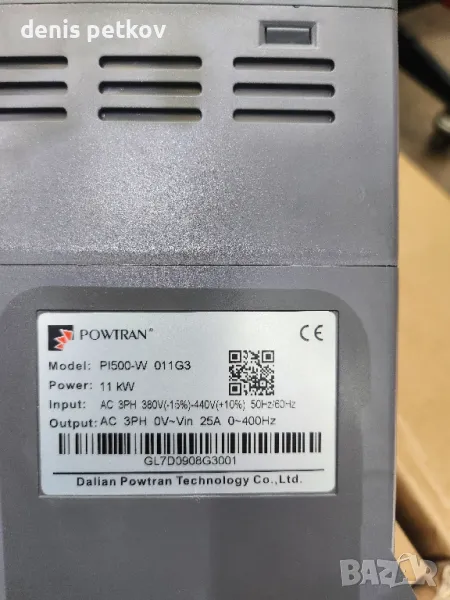 denis petkov
POWTRAN®
CE
Model: PI500-W 011G3
Power: 11 kW
Input: AC 3PH 380V(-15%)-440V(+10%) 50Hz/60Hz
Output: AC 3PH 0V~Vin 25A 0~400Hz
GL7D0908G3001
Dalian Powtran Technology Co.,Ltd.
BAZAR